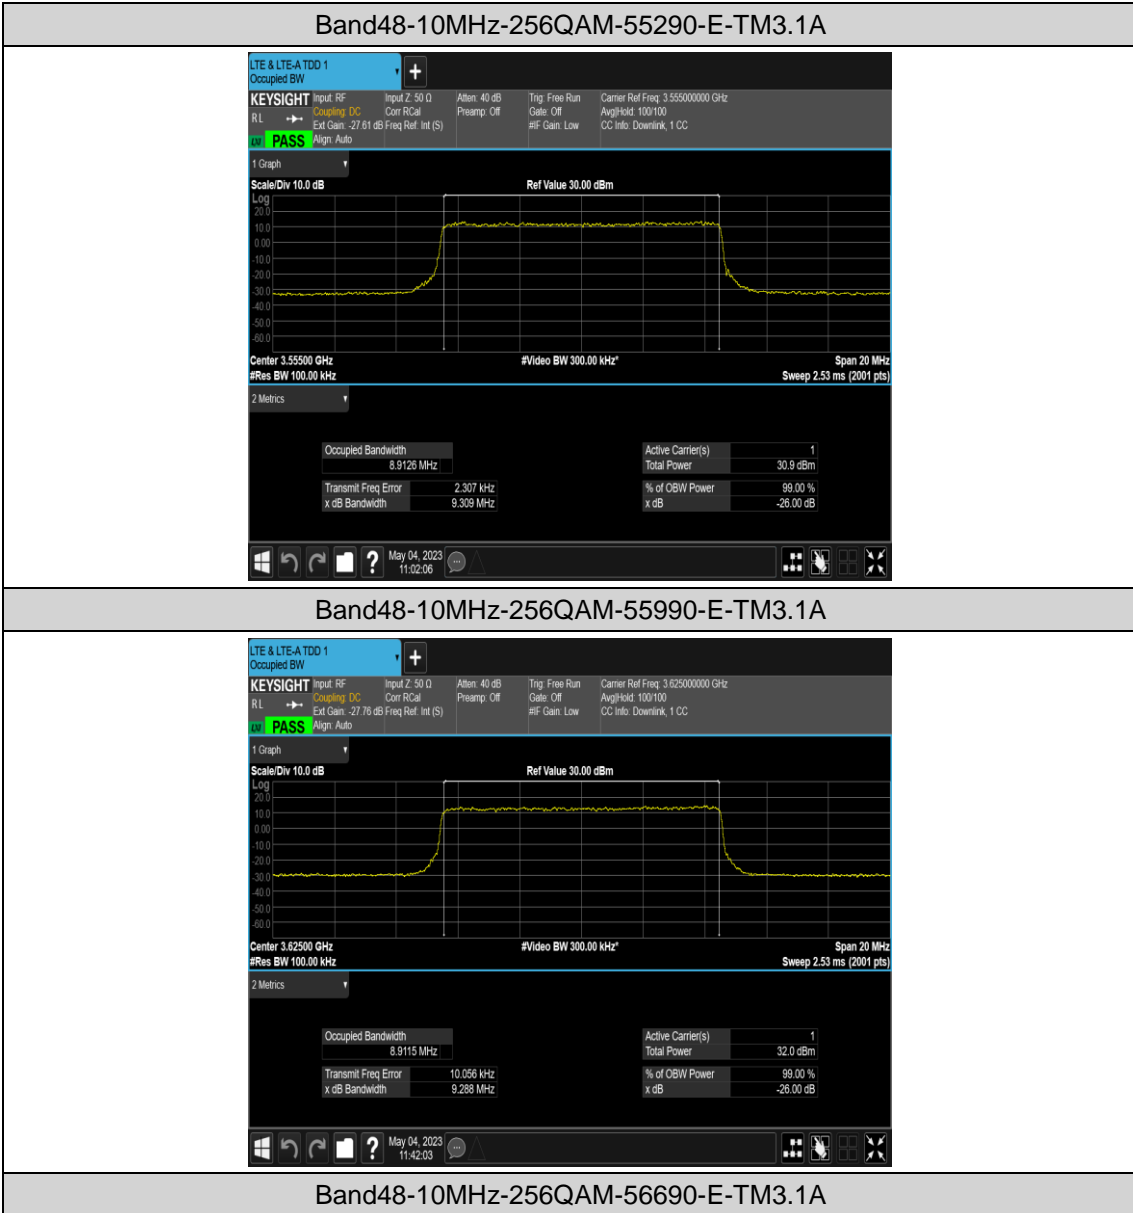 Band48-10MHz-256QAM-55290-E-TM3.1A
LTE & LTE-A TDD 1
Occupied BW
KEYSIGHT Input: RF Input Z: 50 Ω Atten: 40 dB Trig: Free Run Carrier Ref Freq: 3.555000000 GHz
RL Coupling: DC Corr RCal Preamp: Off Gate: Off Avg|Hold: 100/100
Ext Gain: -27.61 dB Freq Ref: Int (S) #IF Gain: Low CC Info: Downlink, 1 CC
LXI PASS Align: Auto
1 Graph
Scale/Div 10.0 dB Ref Value 30.00 dBm
Log
20.0
10.0
0.00
-10.0
-20.0
-30.0
-40.0
-50.0
-60.0
Center 3.55500 GHz #Video BW 300.00 kHz* Span 20 MHz
#Res BW 100.00 kHz Sweep 2.53 ms (2001 pts)
2 Metrics
Occupied Bandwidth Active Carrier(s) 1
8.9126 MHz Total Power 30.9 dBm
Transmit Freq Error 2.307 kHz % of OBW Power 99.00 %
x dB Bandwidth 9.309 MHz x dB -26.00 dB
? May 04, 2023
11:02:06
Band48-10MHz-256QAM-55990-E-TM3.1A
LTE & LTE-A TDD 1
Occupied BW
KEYSIGHT Input: RF Input Z: 50 Ω Atten: 40 dB Trig: Free Run Carrier Ref Freq: 3.625000000 GHz
RL Coupling: DC Corr RCal Preamp: Off Gate: Off Avg|Hold: 100/100
Ext Gain: -27.76 dB Freq Ref: Int (S) #IF Gain: Low CC Info: Downlink, 1 CC
LXI PASS Align: Auto
1 Graph
Scale/Div 10.0 dB Ref Value 30.00 dBm
Log
20.0
10.0
0.00
-10.0
-20.0
-30.0
-40.0
-50.0
-60.0
Center 3.62500 GHz #Video BW 300.00 kHz* Span 20 MHz
#Res BW 100.00 kHz Sweep 2.53 ms (2001 pts)
2 Metrics
Occupied Bandwidth Active Carrier(s) 1
8.9115 MHz Total Power 32.0 dBm
Transmit Freq Error 10.056 kHz % of OBW Power 99.00 %
x dB Bandwidth 9.288 MHz x dB -26.00 dB
? May 04, 2023
11:42:03
Band48-10MHz-256QAM-56690-E-TM3.1A